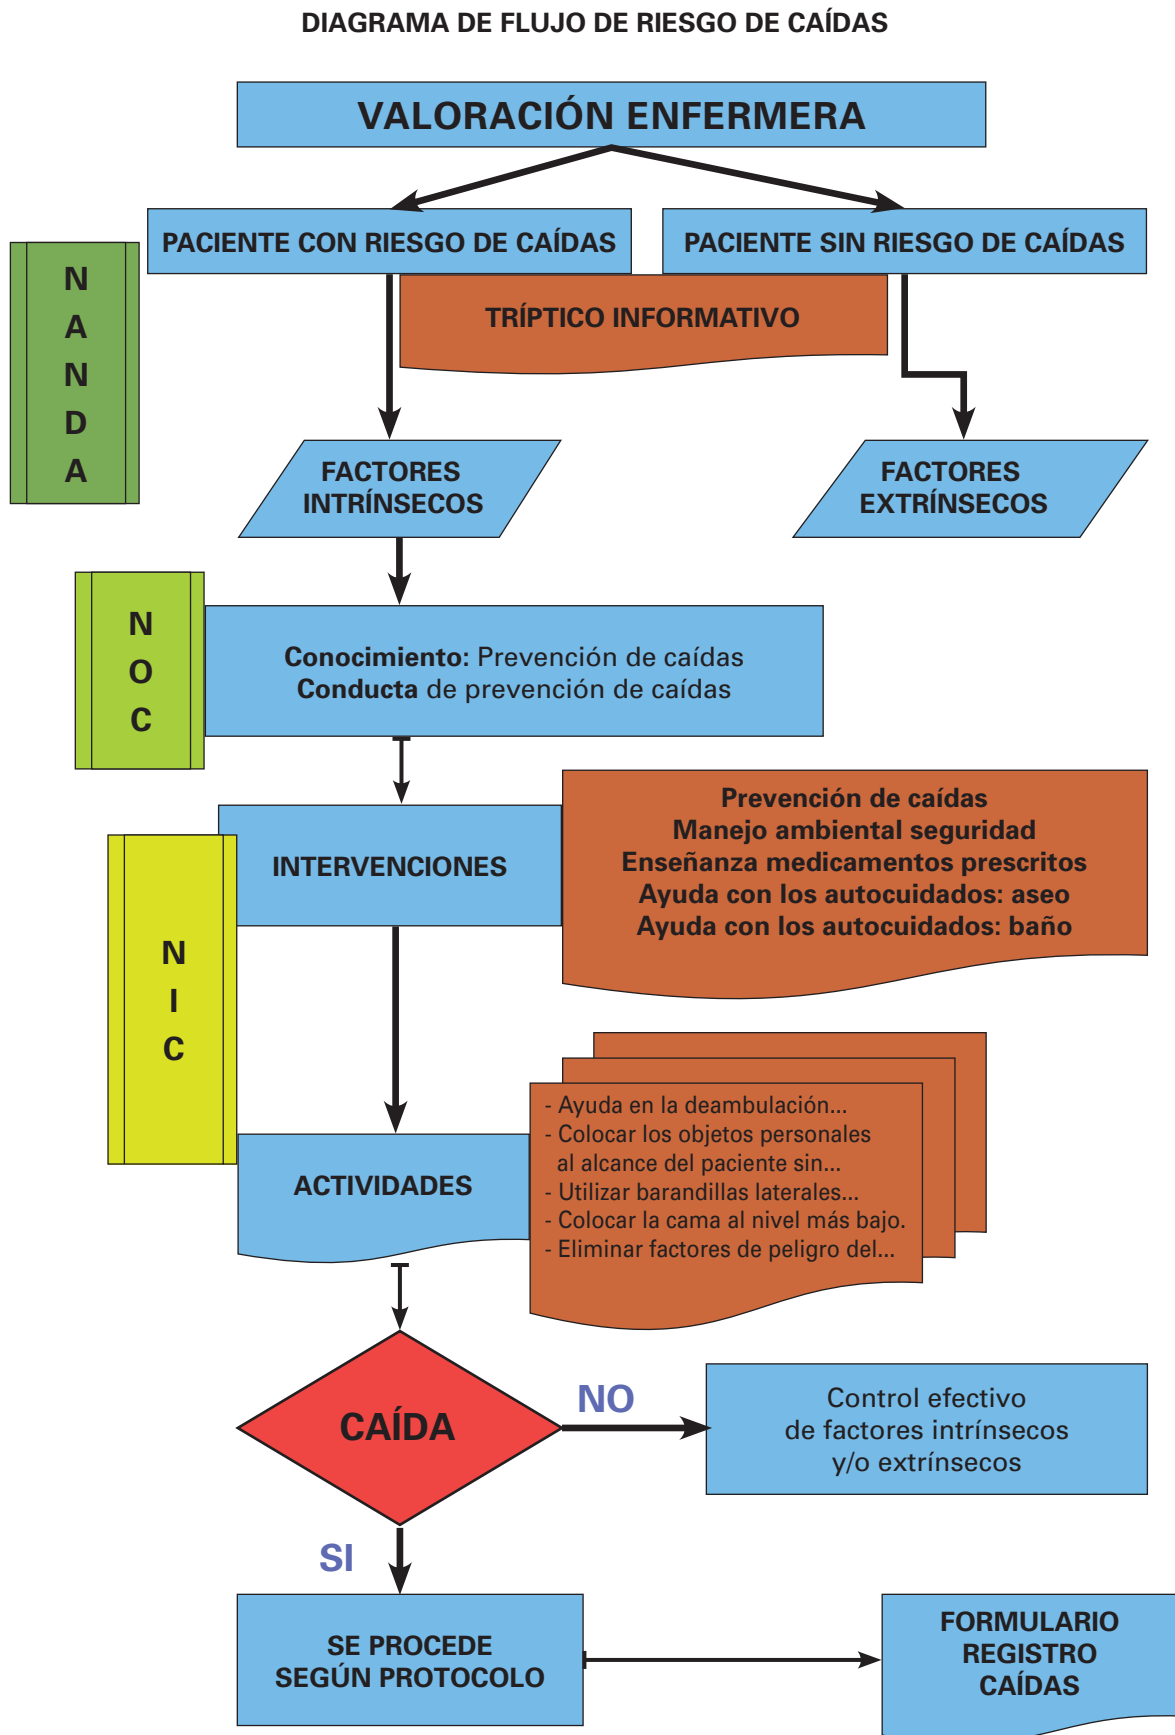 DIAGRAMA DE FLUJO DE RIESGO DE CAÍDAS
VALORACIÓN ENFERMERA
PACIENTE CON RIESGO DE CAÍDAS
PACIENTE SIN RIESGO DE CAÍDAS
TRÍPTICO INFORMATIVO
N
A
N
D
A
FACTORES
INTRÍNSECOS
FACTORES
EXTRÍNSECOS
N
O
C
Conocimiento: Prevención de caídas
Conducta de prevención de caídas
N
I
C
INTERVENCIONES
Prevención de caídas
Manejo ambiental seguridad
Enseñanza medicamentos prescritos
Ayuda con los autocuidados: aseo
Ayuda con los autocuidados: baño
ACTIVIDADES
- Ayuda en la deambulación...
- Colocar los objetos personales
al alcance del paciente sin...
- Utilizar barandillas laterales...
- Colocar la cama al nivel más bajo.
- Eliminar factores de peligro del...
CAÍDA
NO
Control efectivo
de factores intrínsecos
y/o extrínsecos
SI
SE PROCEDE
SEGÚN PROTOCOLO
FORMULARIO
REGISTRO
CAÍDAS